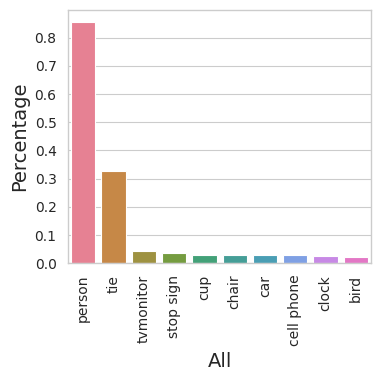 Percentage
0.8
0.7
0.6
0.5
0.4
0.3
0.2
0.1
0.0
person
tie
tvmonitor
stop sign
cup
chair
car
cell phone
clock
bird
All